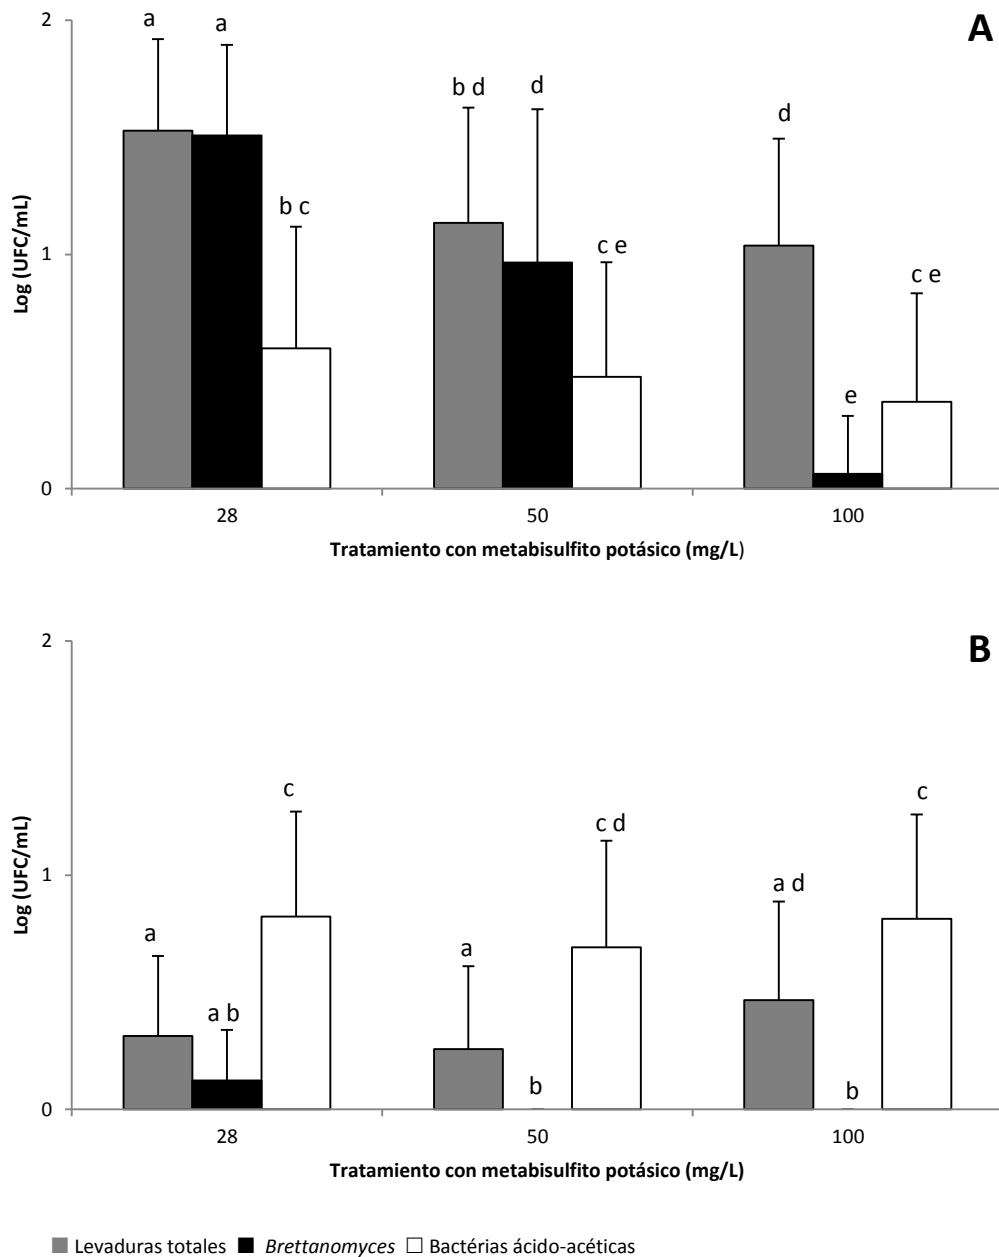 2
a
a
A
b d
d
d
b c
c e
c e
1
e
Log (UFC/mL)
0
28
50
100
Tratamiento con metabisulfito potásico (mg/L)
2
B
c
c d
c
1
a d
a
a
a b
b
b
Log (UFC/mL)
0
28
50
100
Tratamiento con metabisulfito potásico (mg/L)
Levaduras totales Brettanomyces Bactérias ácido-acéticas